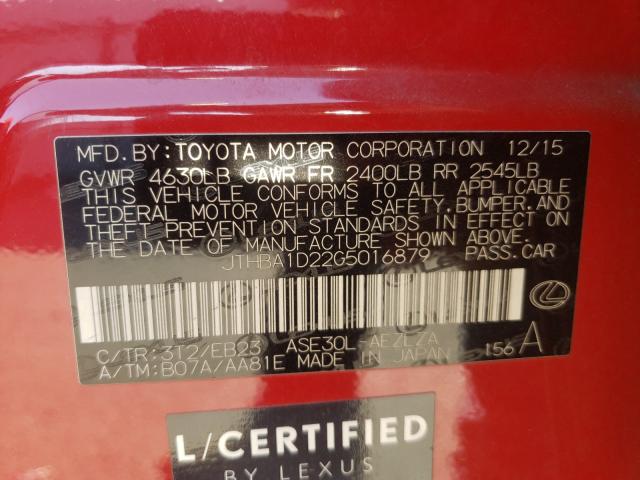 MFD. BY: TOYOTA MOTOR CORPORATION 12/15
GVWR 4630LB GAWR FR 2400LB RR 2545LB
THIS VEHICLE CONFORMS TO ALL APPLICABLE
FEDERAL MOTOR VEHICLE SAFETY, BUMPER, AND
THEFT PREVENTION STANDARDS IN EFFECT ON
THE DATE OF MANUFACTURE SHOWN ABOVE.
JTHBA1D22G5016879 PASS. CAR
C/TR: 3T2/EB23 ASE30L-AEZLZA
A/TM: B07A/AA81E MADE IN JAPAN 156 A
L/CERTIFIED
BY LEXUS